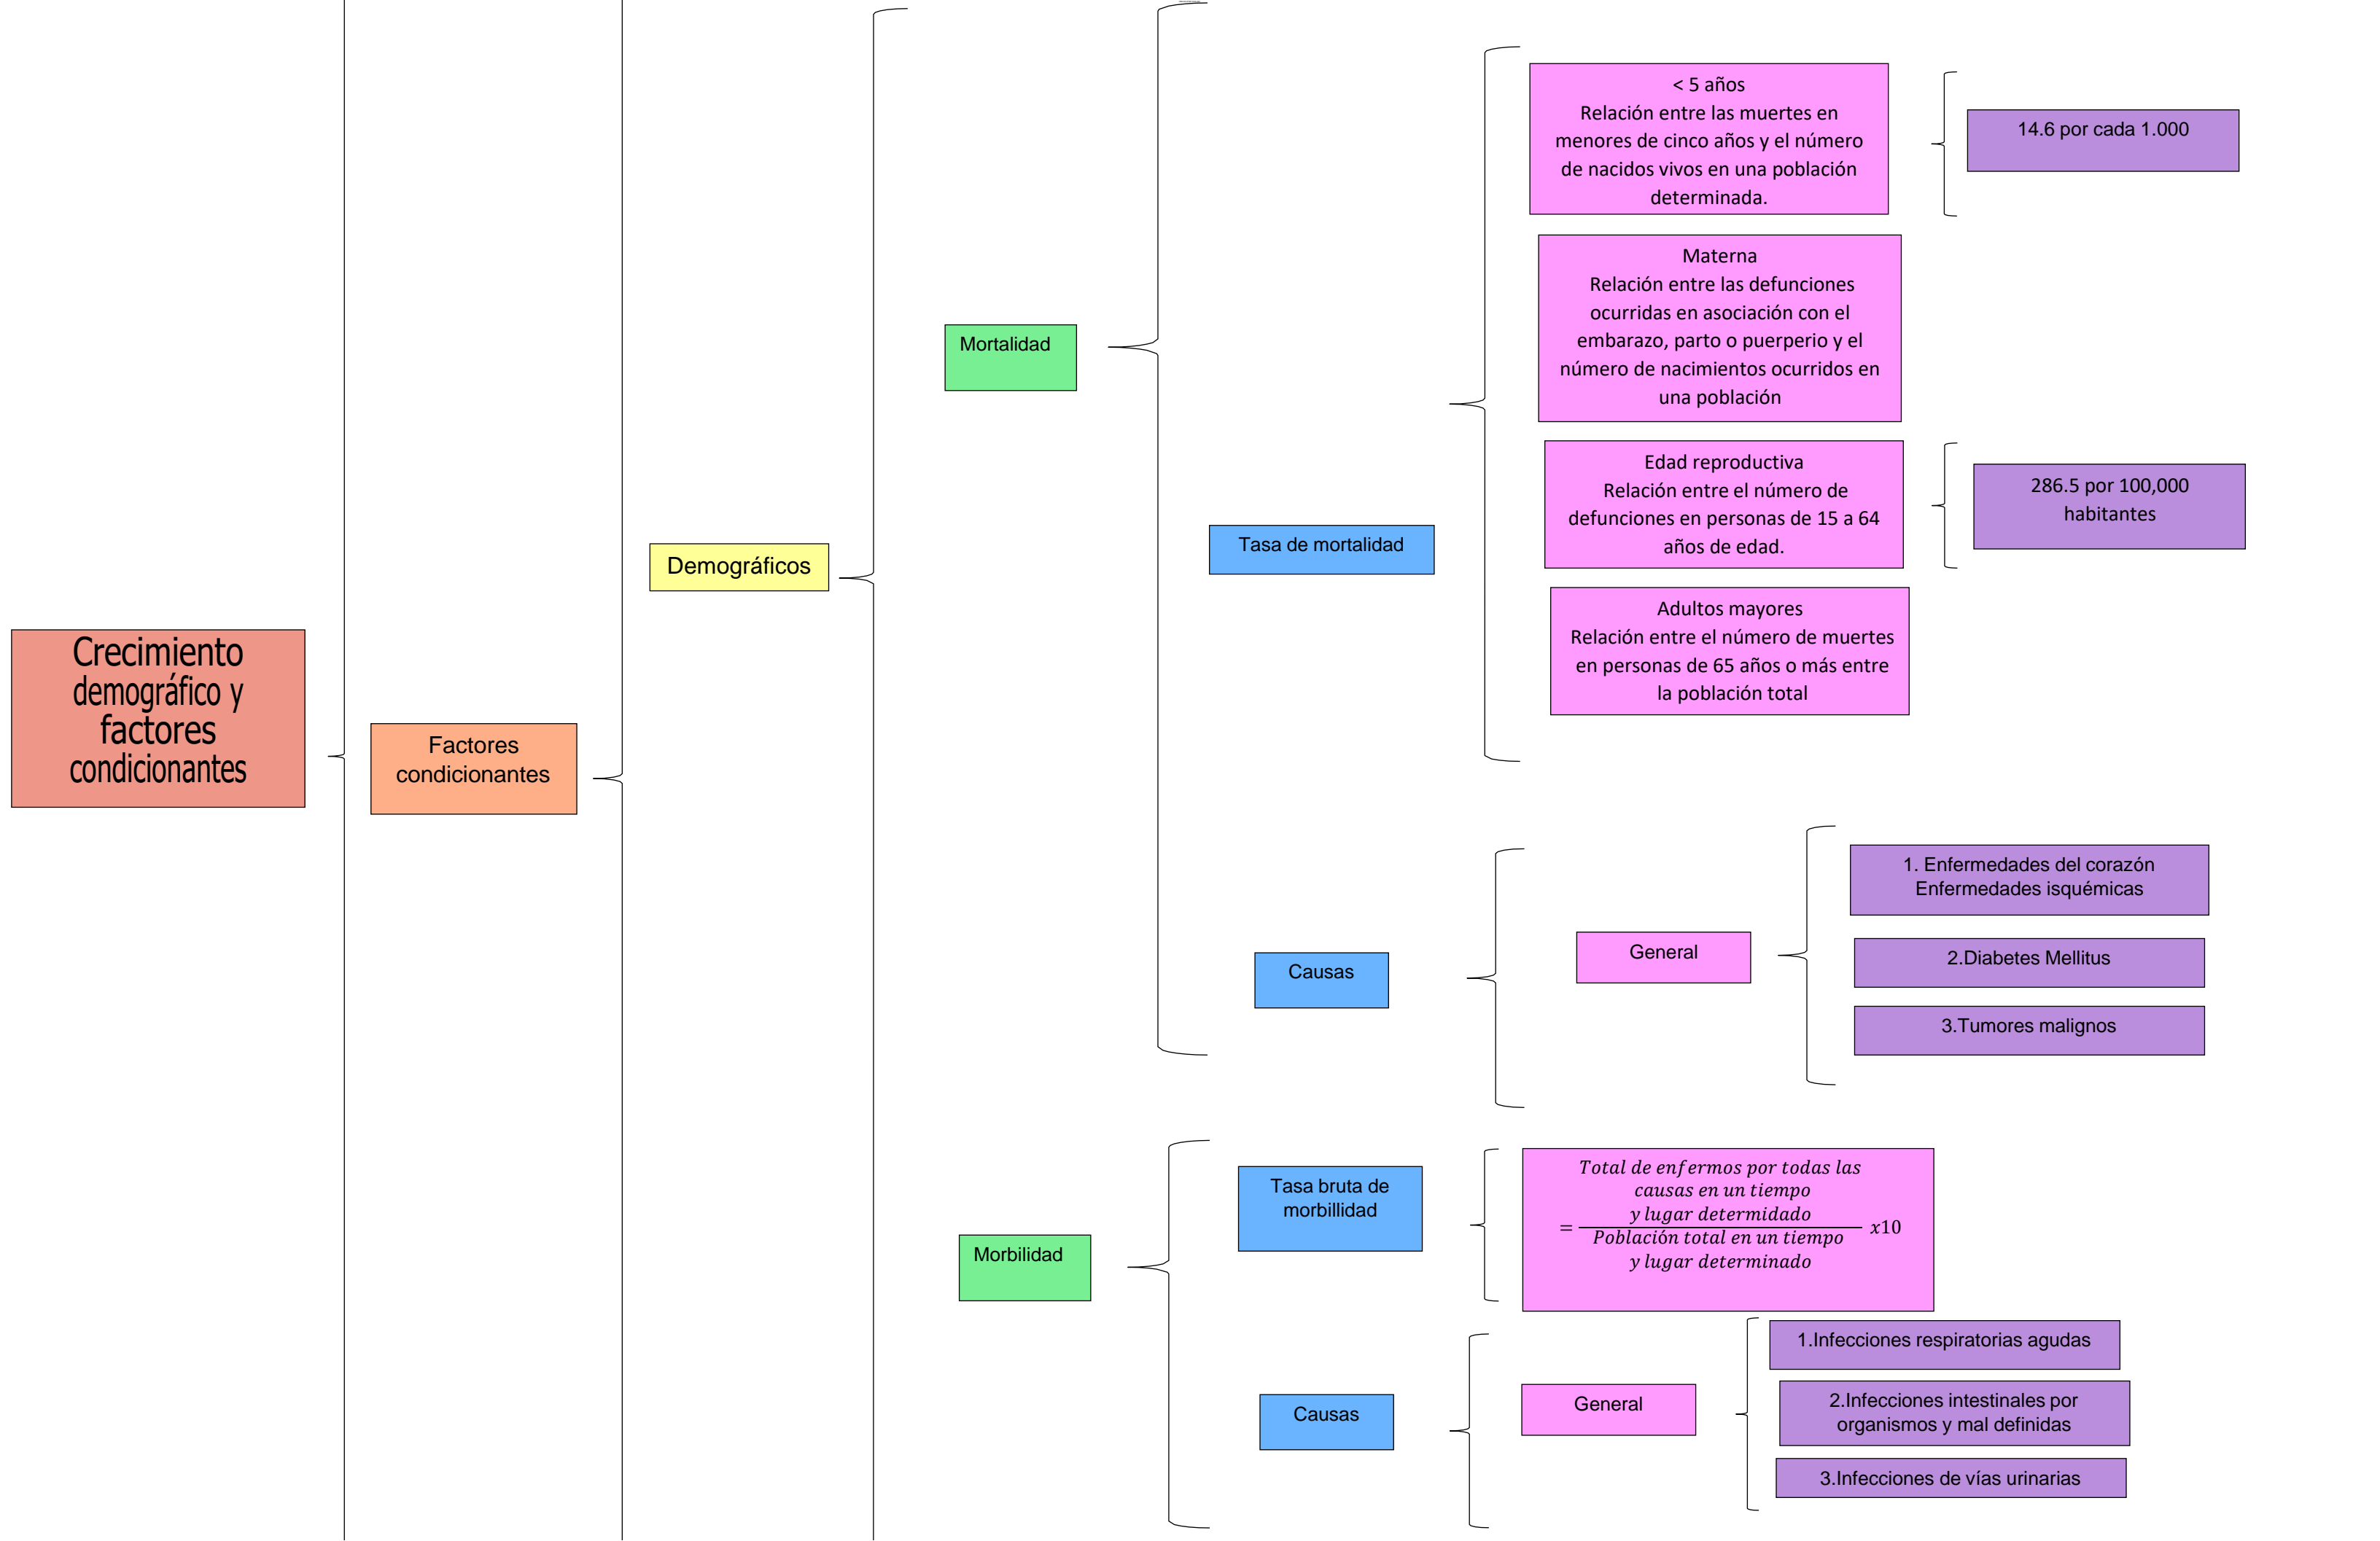 Crecimiento
demográfico y
factores
condicionantes
Factores
condicionantes
Demográficos
Mortalidad
Tasa de mortalidad
< 5 años
Relación entre las muertes en
menores de cinco años y el número
de nacidos vivos en una población
determinada.
14.6 por cada 1.000
Materna
Relación entre las defunciones
ocurridas en asociación con el
embarazo, parto o puerperio y el
número de nacimientos ocurridos en
una población
Edad reproductiva
Relación entre el número de
defunciones en personas de 15 a 64
años de edad.
286.5 por 100,000
habitantes
Adultos mayores
Relación entre el número de muertes
en personas de 65 años o más entre
la población total
Causas
General
1. Enfermedades del corazón
Enfermedades isquémicas
2.Diabetes Mellitus
3.Tumores malignos
Morbilidad
Tasa bruta de
morbillidad
Total de enfermos por todas las
causas en un tiempo
y lugar determidado
= x10
Población total en un tiempo
y lugar determinado
Causas
General
1.Infecciones respiratorias agudas
2.Infecciones intestinales por
organismos y mal definidas
3.Infecciones de vías urinarias